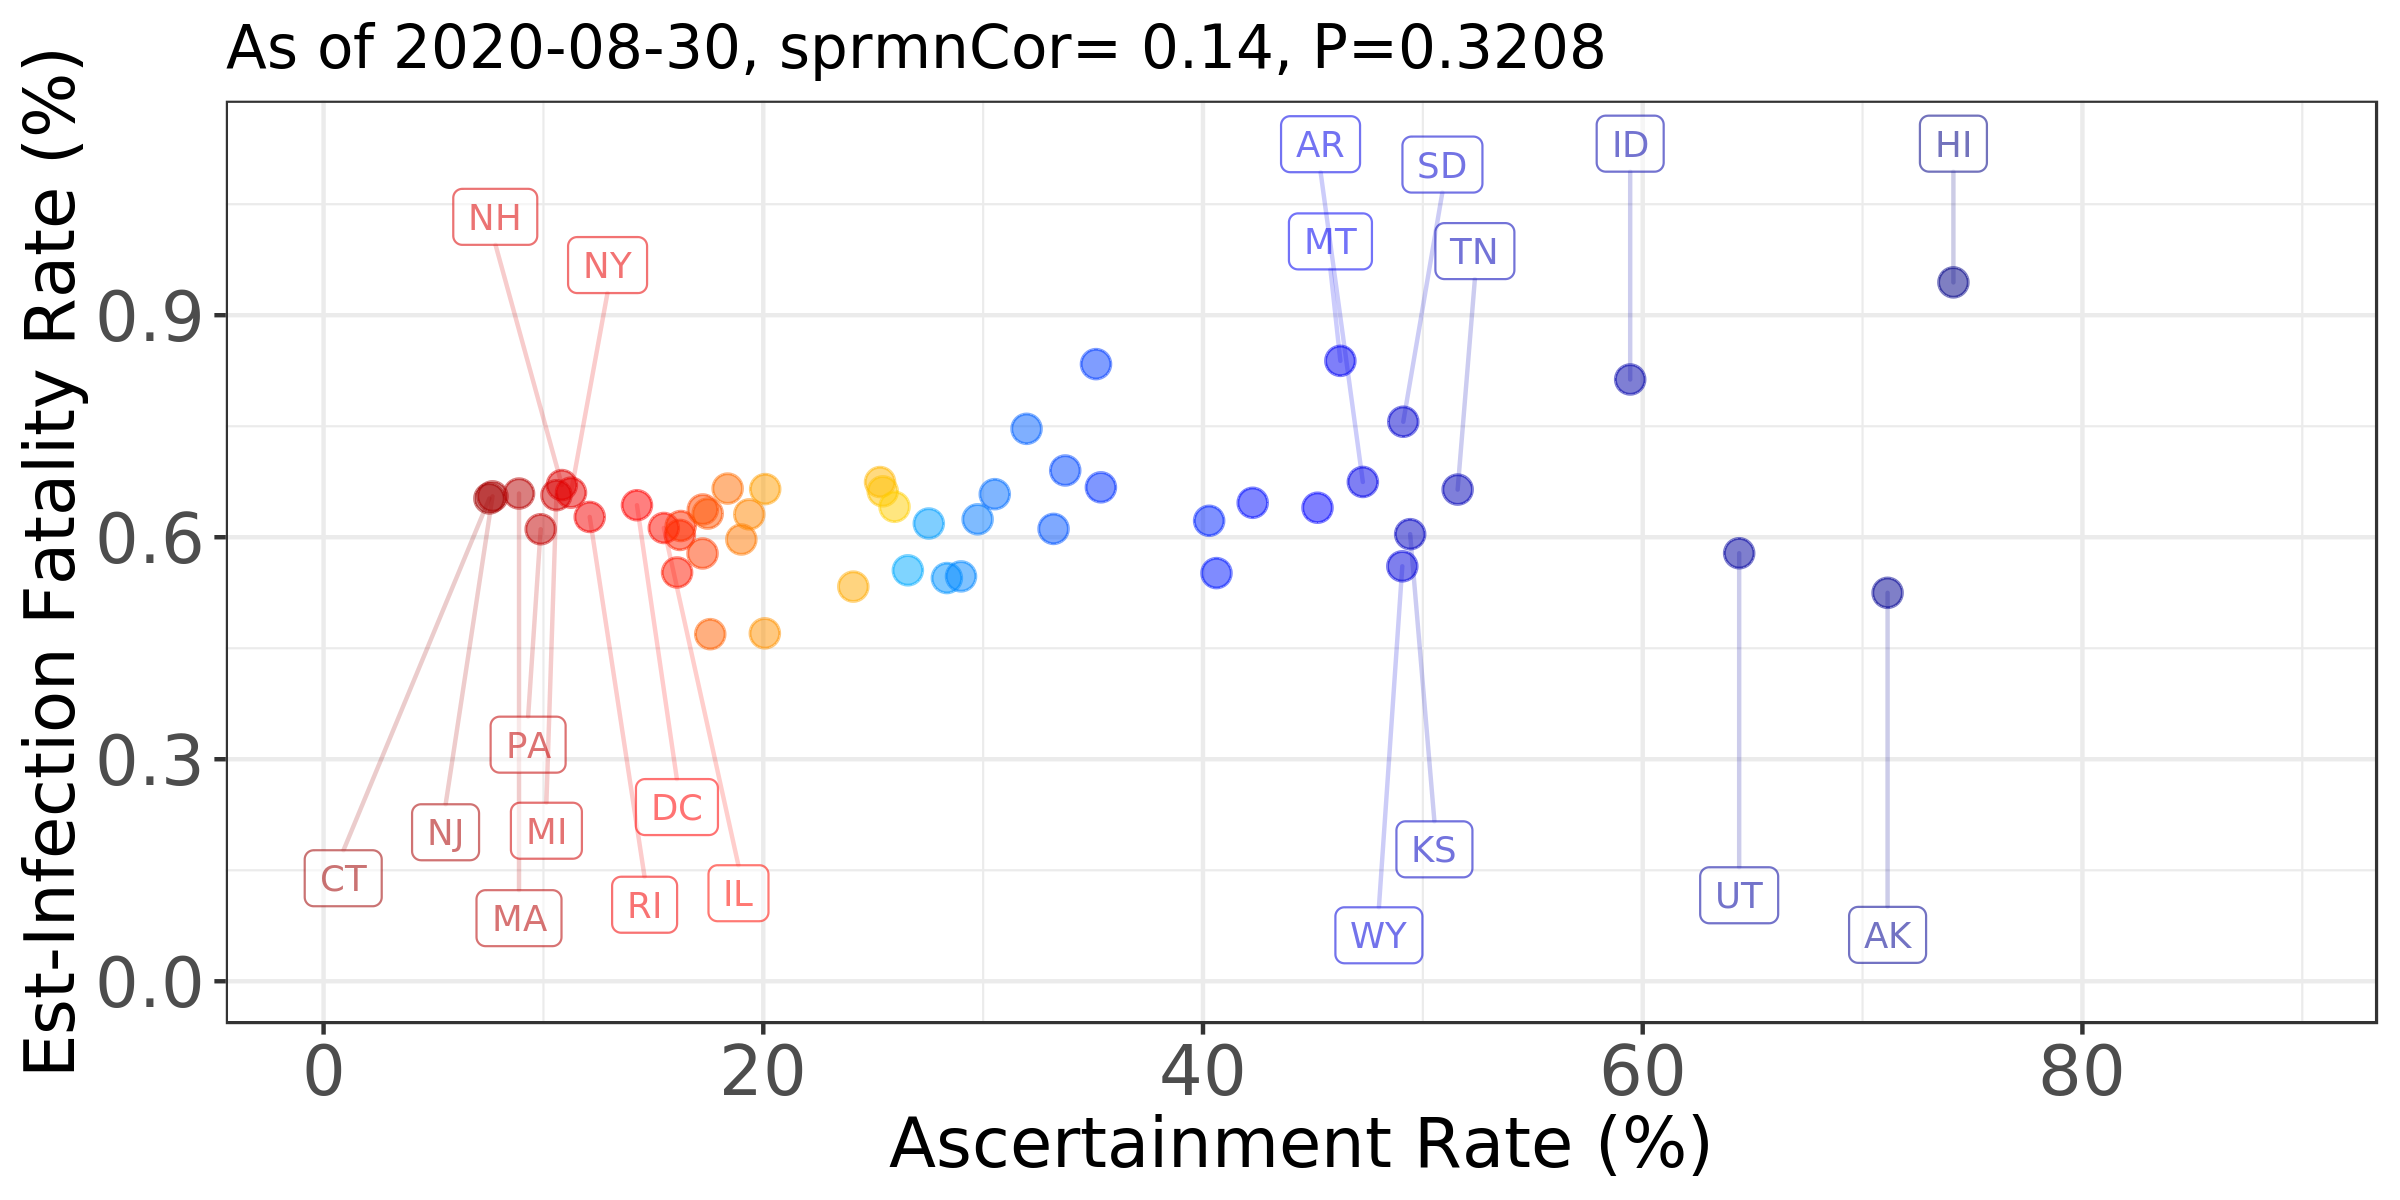 As of 2020-08-30, sprmnCor= 0.14, P=0.3208
Est-Infection Fatality Rate (%)
0.9
0.6
0.3
0.0
AR
SD
ID
HI
NH
MT
TN
NY
PA
DC
NJ
MI
KS
CT
IL
UT
MA
RI
WY
AK
0
20
40
60
80
Ascertainment Rate (%)